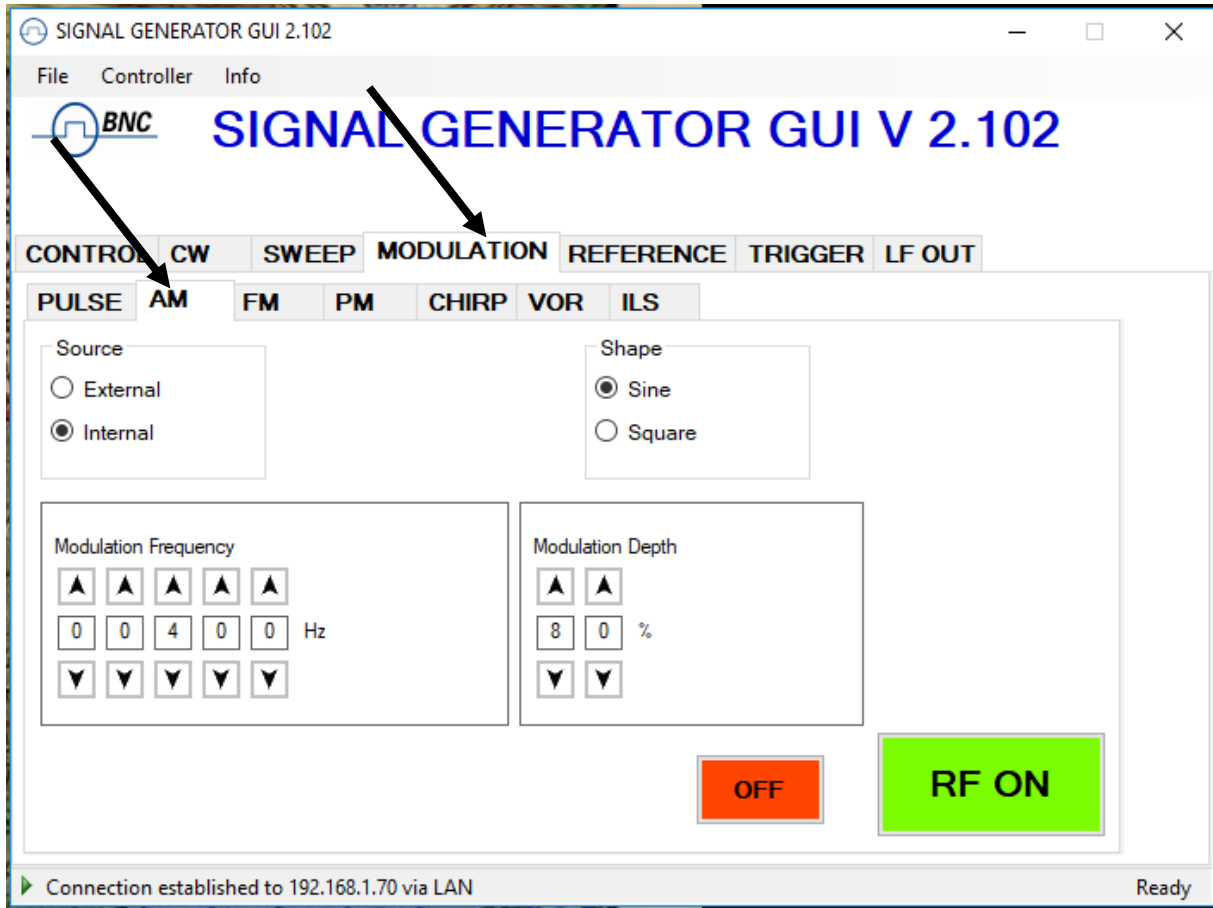 SIGNAL GENERATOR GUI 2.102
File Controller Info
BNC SIGNAL GENERATOR GUI V 2.102
CONTROL CW SWEEP MODULATION REFERENCE TRIGGER LF OUT
PULSE AM FM PM CHIRP VOR ILS
Source Shape
External Sine
Internal Square
Modulation Frequency Modulation Depth
0 0 4 0 0 Hz 8 0 %
OFF RF ON
Connection established to 192.168.1.70 via LAN Ready